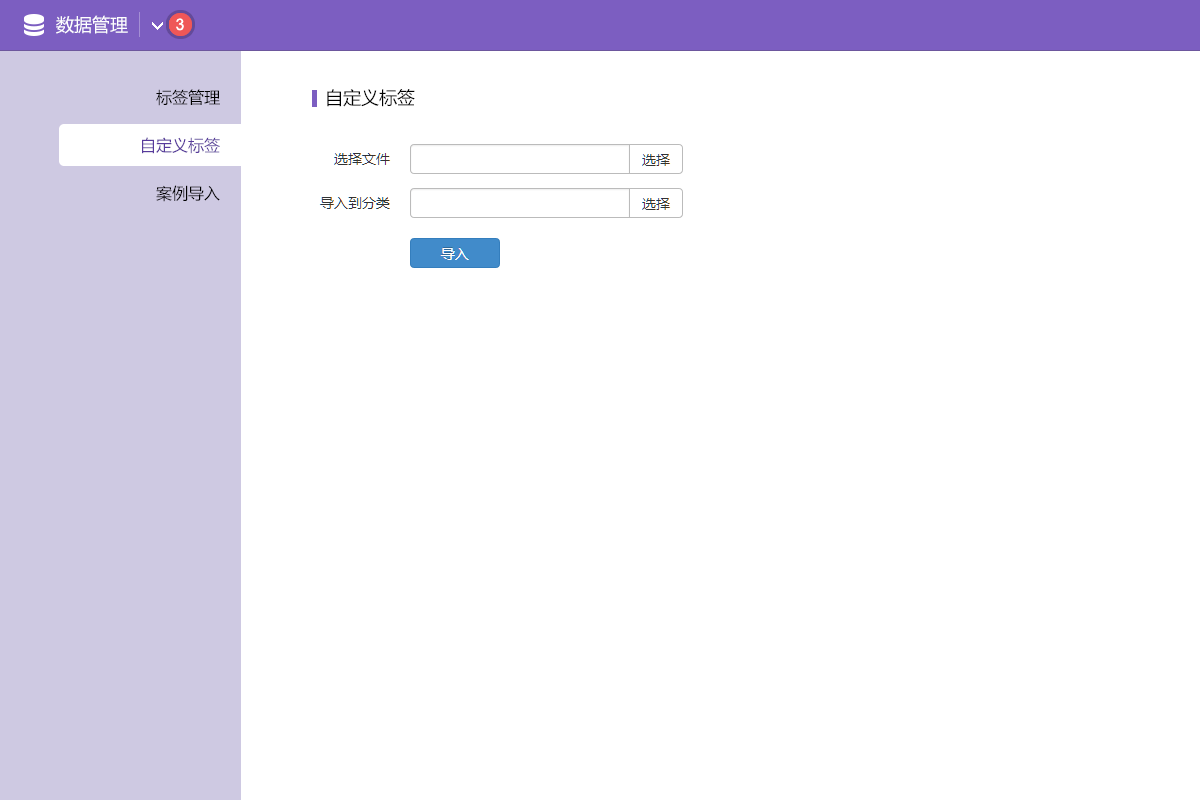 数据管理 3
标签管理
自定义标签
案例导入
自定义标签
选择文件 选择
导入到分类 选择
导入